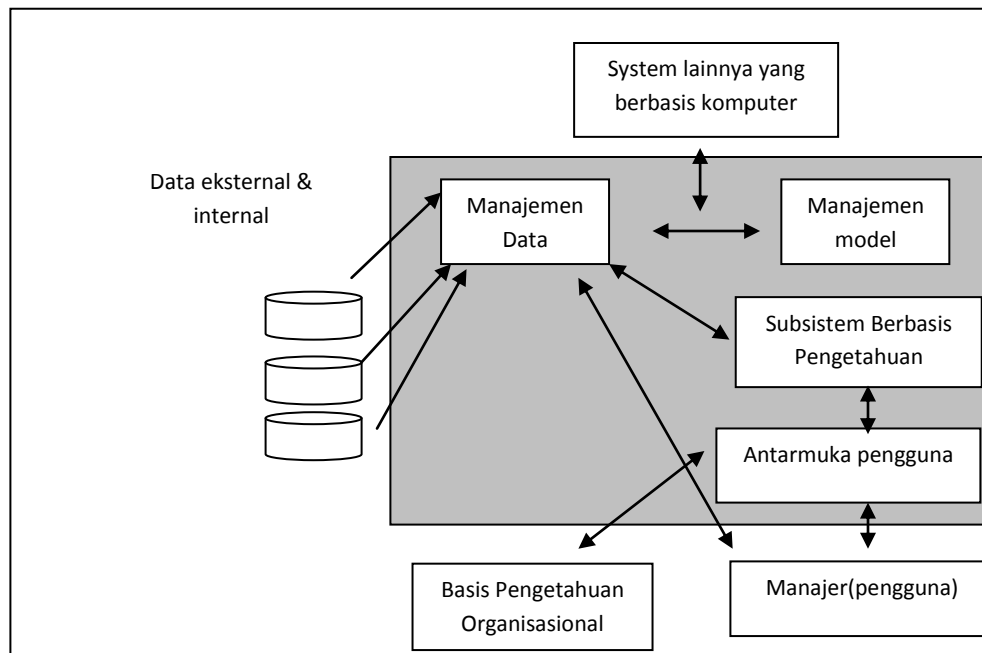 System lainnya yang
berbasis komputer
Data eksternal &
internal
Manajemen
Data
Manajemen
model
Subsistem Berbasis
Pengetahuan
Antarmuka pengguna
Basis Pengetahuan
Organisasional
Manajer(pengguna)